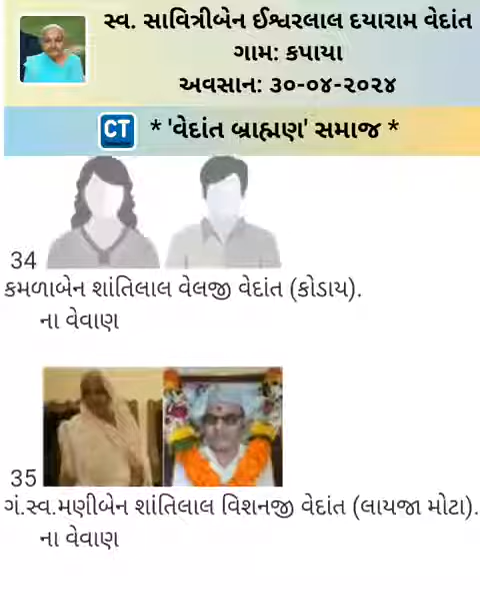 સ્વ. સાવિત્રીબેન ઈશ્વરલાલ દયારામ વેદાંત
ગામ: કપાયા
અવસાન: ૩૦-૦૪-૨૦૨૪
CT * 'વેદાંત બ્રાહ્મણ' સમાજ *
34
કમળાબેન શાંતિલાલ વેલજી વેદાંત (કોડાય).
ના વેવાણ
35
ગં.સ્વ.મણીબેન શાંતિલાલ વિશનજી વેદાંત (લાયજા મોટા).
ના વેવાણ